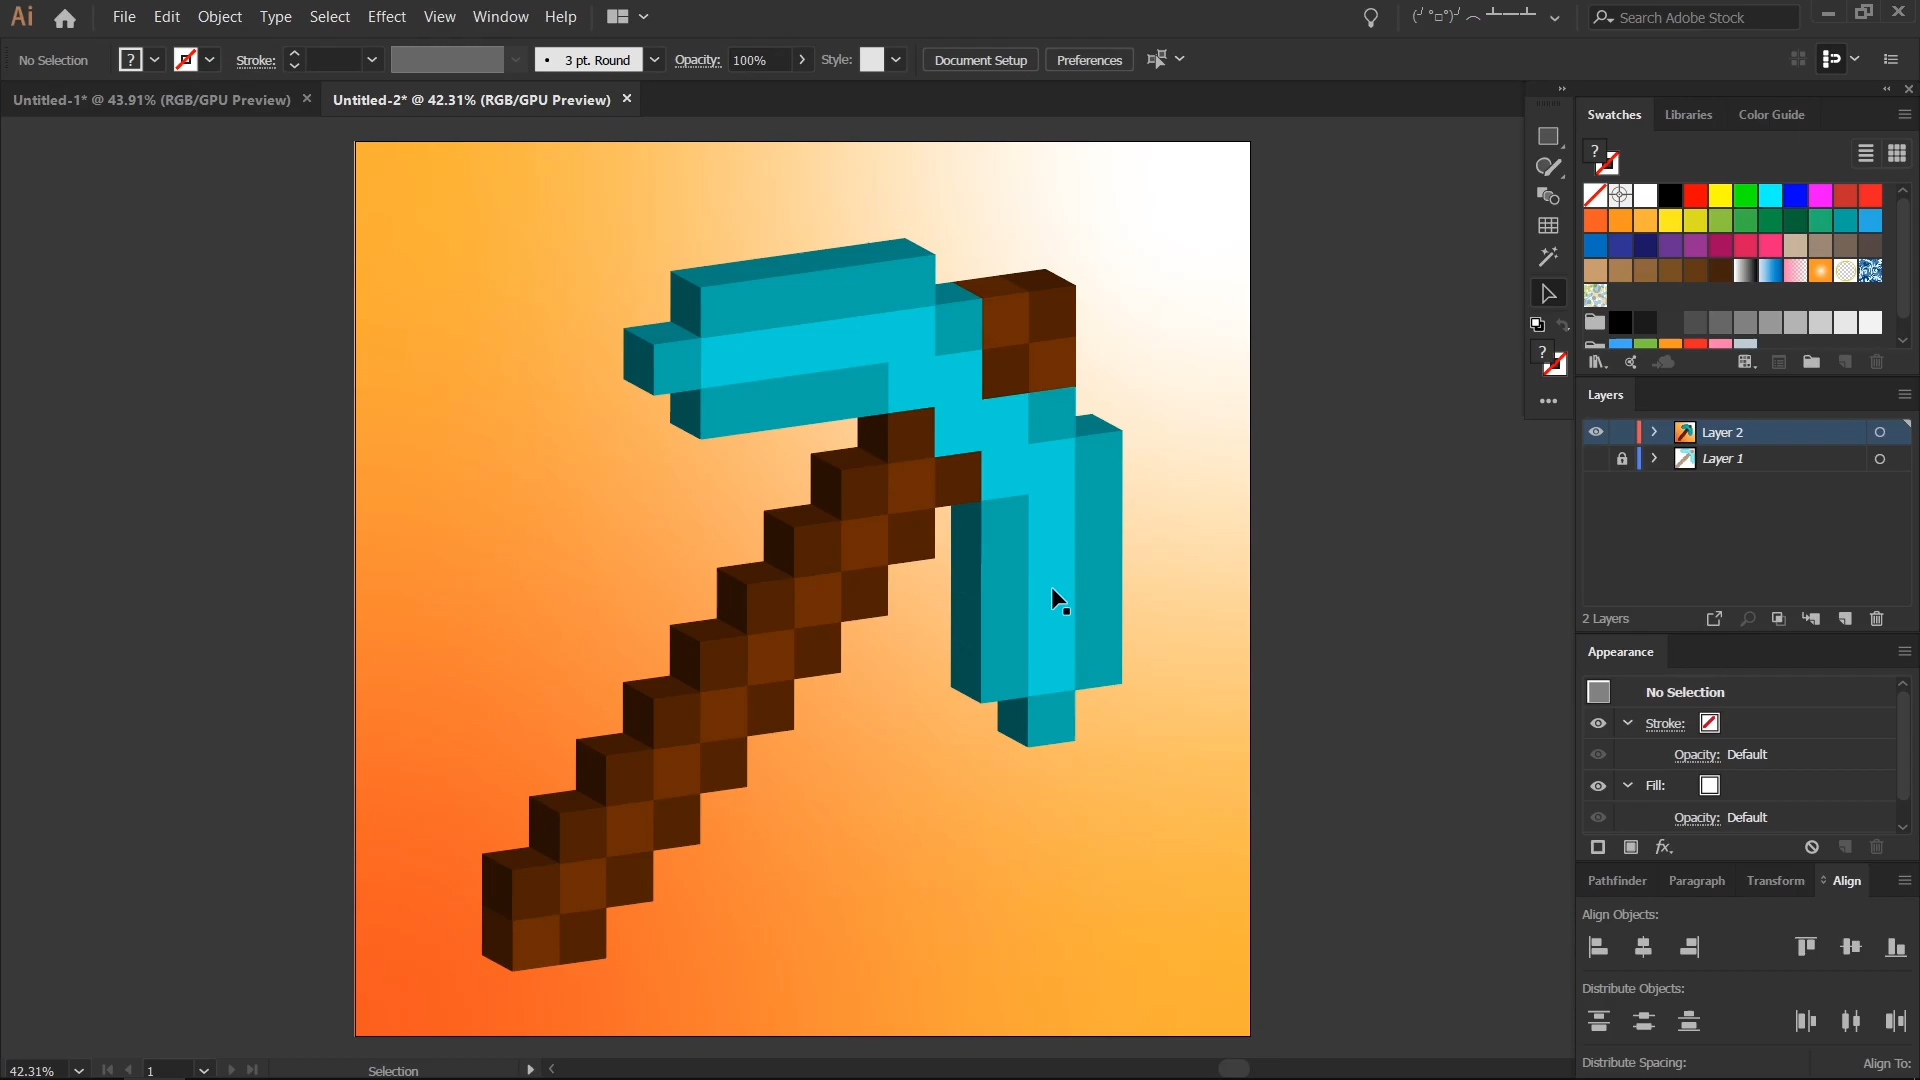 Ai File Edit Object Type Select Effect View Window Help
(╯°□°)╯︵ ┻━┻
Search Adobe Stock
No Selection ? Stroke: 3 pt. Round Opacity: 100% Style: Document Setup Preferences
Untitled-1* @ 43.91% (RGB/GPU Preview) × Untitled-2* @ 42.31% (RGB/GPU Preview) ×
Swatches Libraries Color Guide
?
?
Layers
Layer 2
Layer 1
2 Layers
Appearance
No Selection
Stroke:
Opacity: Default
Fill:
Opacity: Default
fx
Pathfinder Paragraph Transform Align
Align Objects:
Distribute Objects:
Distribute Spacing: Align To:
42.31% 1 Selection